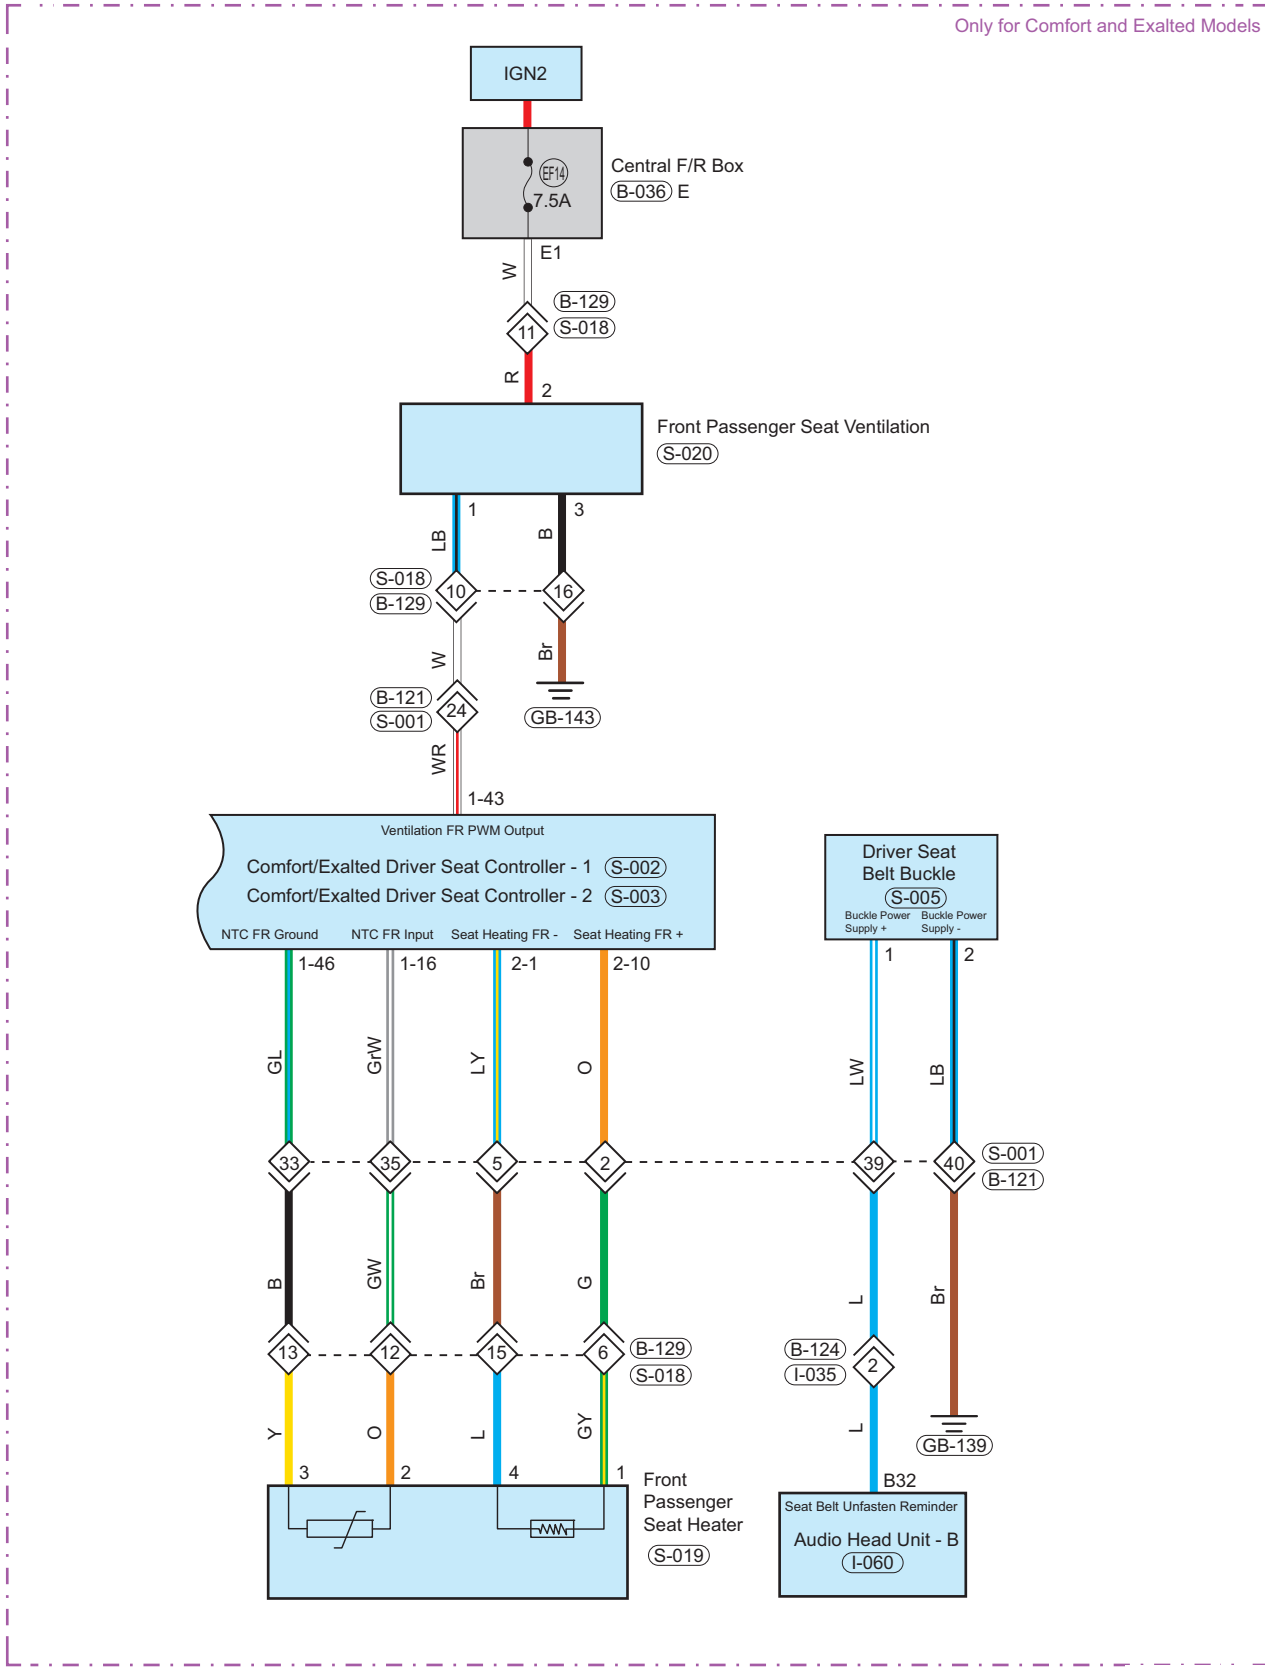 Only for Comfort and Exalted Models
IGN2
EF14
7.5A
Central F/R Box
B-036 E
E1
W
B-129
11
S-018
R
2
Front Passenger Seat Ventilation
S-020
1
3
LB
B
S-018
10
16
B-129
W
Br
B-121
24
S-001
GB-143
WR
1-43
Ventilation FR PWM Output
Comfort/Exalted Driver Seat Controller - 1 S-002
Comfort/Exalted Driver Seat Controller - 2 S-003
NTC FR Ground
NTC FR Input
Seat Heating FR -
Seat Heating FR +
Driver Seat
Belt Buckle
S-005
Buckle Power
Supply +
Buckle Power
Supply -
1-46
1-16
2-1
2-10
1
2
GL
GrW
LY
O
LW
LB
33
35
5
2
39
40
S-001
B-121
B
GW
Br
G
L
Br
13
12
15
6
B-129
S-018
B-124
2
I-035
Y
O
L
GY
L
GB-139
3
2
4
1
B32
Front
Passenger
Seat Heater
S-019
Seat Belt Unfasten Reminder
Audio Head Unit - B
I-060